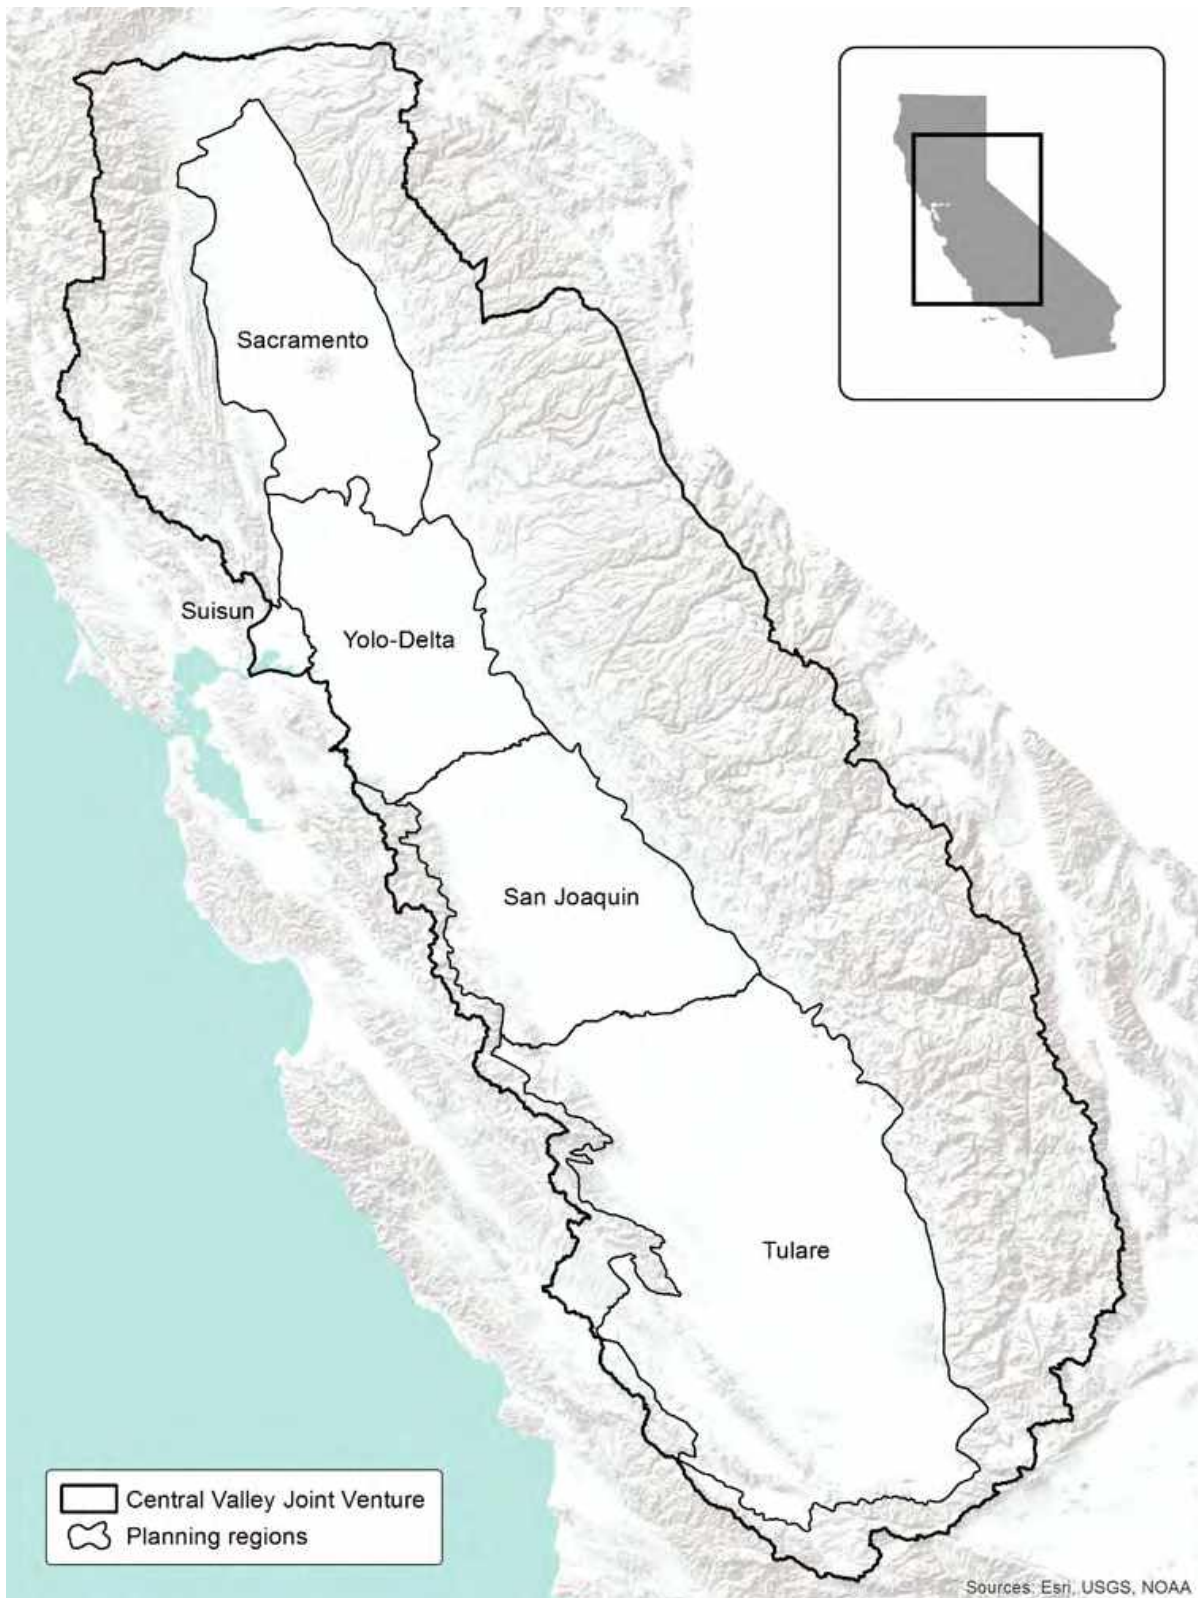 Sacramento
Suisun
Yolo-Delta
San Joaquin
Tulare
Central Valley Joint Venture
Planning regions
Sources: Esri, USGS, NOAA